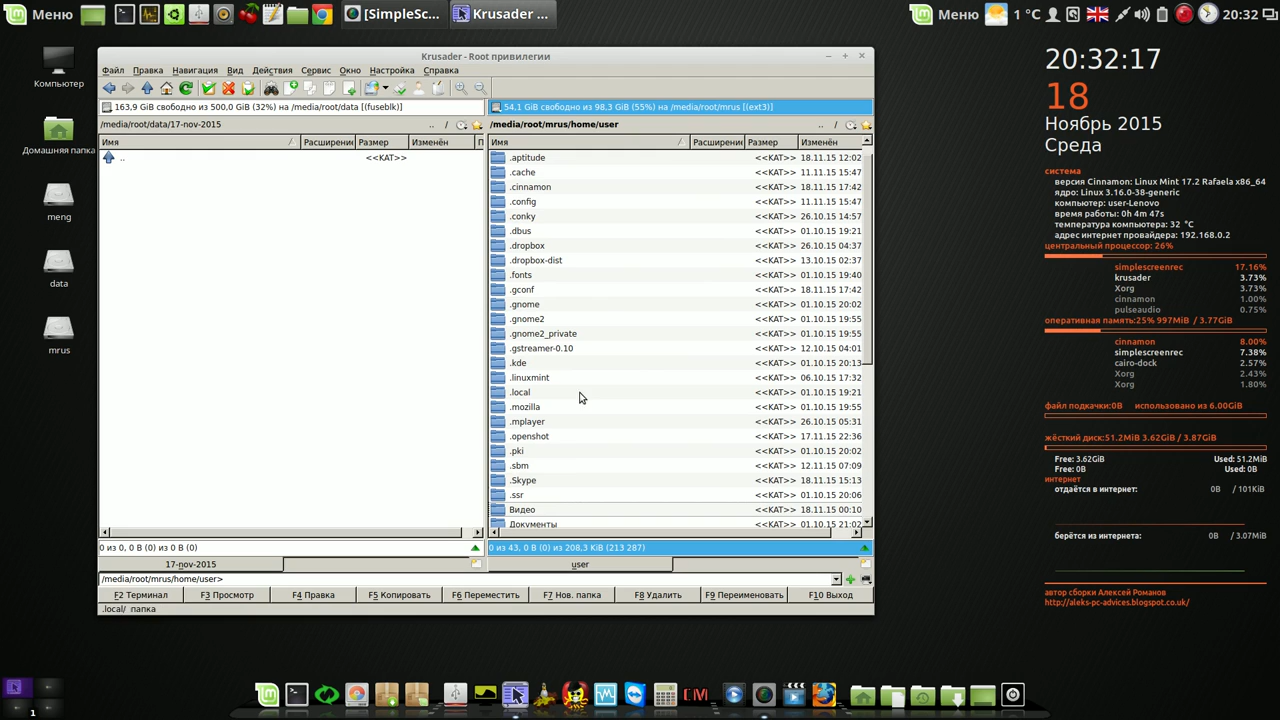 Меню
[SimpleSc...
Krusader ...
Меню
1 °C
20:32
Компьютер
Домашняя папка
meng
data
mrus
Krusader - Root привилегии
Файл Правка Навигация Вид Действия Сервис Окно Настройка Справка
163,9 GiB свободно из 500,0 GiB (32%) на /media/root/data [(fuseblk)]
/media/root/data/17-nov-2015 .. /
Имя Расширени Размер Изменён П
.. <<КАТ>>
0 из 0, 0 B (0) из 0 B (0)
17-nov-2015
54,1 GiB свободно из 98,3 GiB (55%) на /media/root/mrus [(ext3)]
/media/root/mrus/home/user .. /
Имя Расширени Размер Изменён
.aptitude <<КАТ>> 18.11.15 12:02
.cache <<КАТ>> 11.11.15 15:47
.cinnamon <<КАТ>> 18.11.15 17:42
.config <<КАТ>> 11.11.15 15:47
.conky <<КАТ>> 26.10.15 14:57
.dbus <<КАТ>> 01.10.15 19:21
.dropbox <<КАТ>> 26.10.15 04:37
.dropbox-dist <<КАТ>> 13.10.15 02:37
.fonts <<КАТ>> 01.10.15 19:40
.gconf <<КАТ>> 18.11.15 17:42
.gnome <<КАТ>> 01.10.15 20:02
.gnome2 <<КАТ>> 01.10.15 19:55
.gnome2_private <<КАТ>> 01.10.15 19:55
.gstreamer-0.10 <<КАТ>> 12.10.15 04:01
.kde <<КАТ>> 01.10.15 20:13
.linuxmint <<КАТ>> 06.10.15 17:32
.local <<КАТ>> 01.10.15 19:21
.mozilla <<КАТ>> 01.10.15 19:55
.mplayer <<КАТ>> 26.10.15 05:31
.openshot <<КАТ>> 17.11.15 22:36
.pki <<КАТ>> 01.10.15 20:02
.sbm <<КАТ>> 12.11.15 07:09
.Skype <<КАТ>> 18.11.15 15:13
.ssr <<КАТ>> 01.10.15 20:06
Видео <<КАТ>> 18.11.15 00:10
Документы <<КАТ>> 01.10.15 21:02
0 из 43, 0 B (0) из 208,3 KiB (213 287)
user
/media/root/mrus/home/user>
F2 Терминал F3 Просмотр F4 Правка F5 Копировать F6 Переместить F7 Нов. папка F8 Удалить F9 Переименовать F10 Выход
.local/ папка
20:32:17
18
Ноябрь 2015
Среда
система
версия Cinnamon: Linux Mint 17.2 Rafaela x86_64
ядро: Linux 3.16.0-38-generic
компьютер: user-Lenovo
время работы: 0h 4m 47s
температура компьютера: 32 °C
адрес интернет провайдера: 192.168.0.2
центральный процессор: 26%
simplescreenrec 17.16%
krusader 3.73%
Xorg 3.73%
cinnamon 1.00%
pulseaudio 0.75%
оперативная память:25% 997MiB / 3.77GiB
cinnamon 8.00%
simplescreenrec 7.38%
cairo-dock 2.57%
Xorg 2.43%
Xorg 1.80%
файл подкачки:0B использовано из 6.00GiB
жёсткий диск:51.2MiB 3.62GiB / 3.87GiB
Free: 3.62GiB Used: 51.2MiB
Free: 0B Used: 0B
интернет
отдаётся в интернет: 0B / 101KiB
берётся из интернета: 0B / 3.07MiB
автор сборки Алексей Романов
http://aleks-pc-advices.blogspot.co.uk/
CM
1